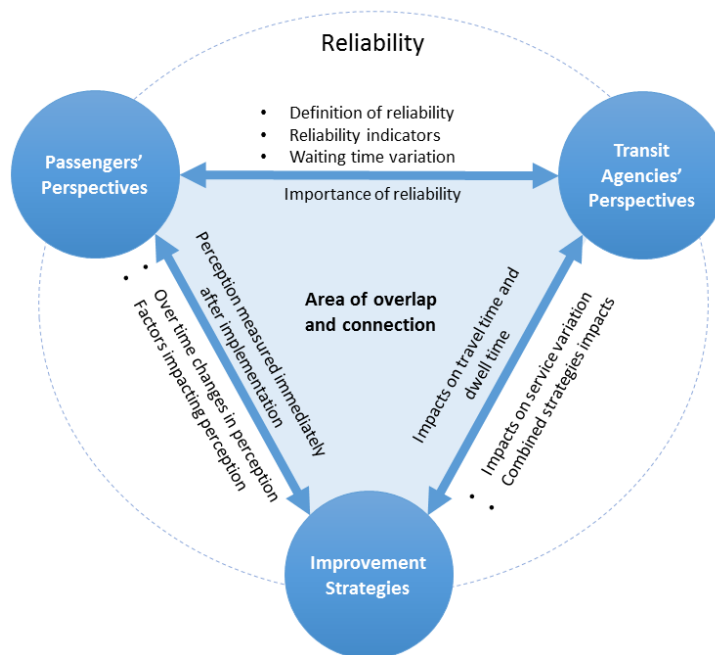 Reliability
• Definition of reliability
• Reliability indicators
• Waiting time variation
Passengers’
Perspectives
Transit
Agencies’
Perspectives
Importance of reliability
Area of overlap
and connection
Perception measured immediately
after implementation
• Over time changes in perception
• Factors impacting perception
Impacts on travel time and
dwell time
• Impacts on service variation
• Combined strategies impacts
Improvement
Strategies